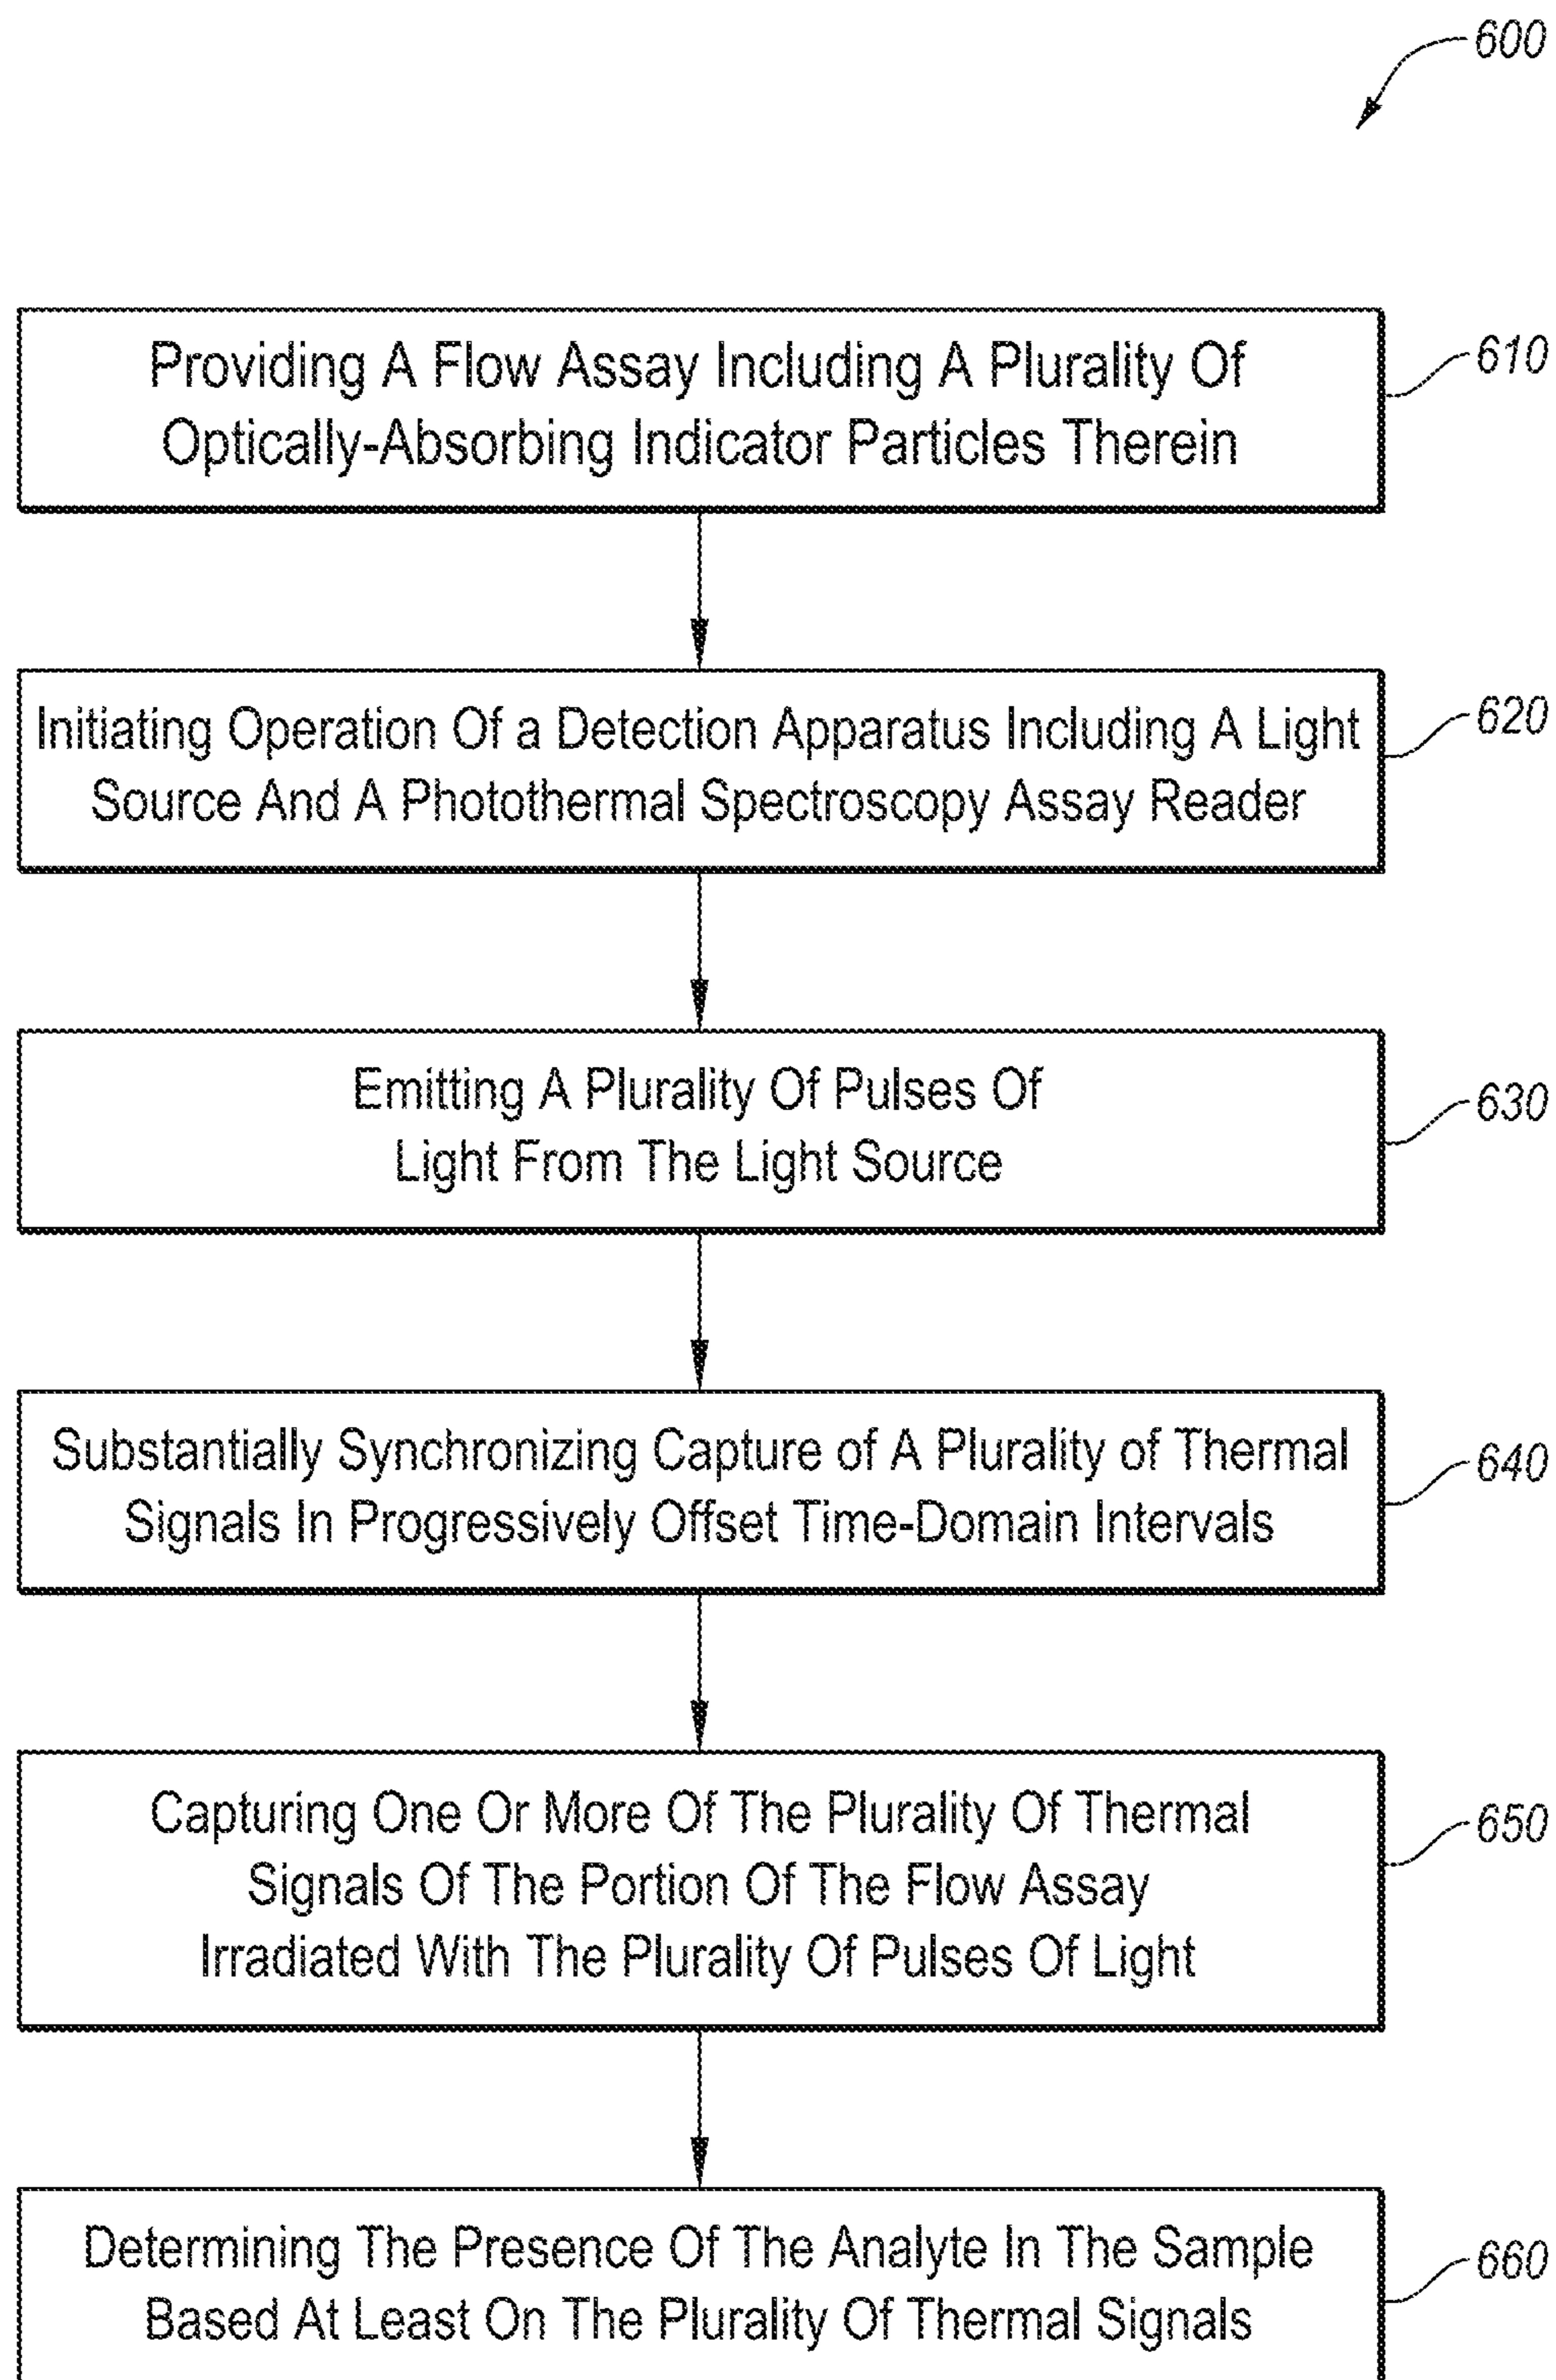 600
Providing A Flow Assay Including A Plurality Of
Optically-Absorbing Indicator Particles Therein
610
Initiating Operation Of a Detection Apparatus Including A Light
Source And A Photothermal Spectroscopy Assay Reader
620
Emitting A Plurality Of Pulses Of
Light From The Light Source
630
Substantially Synchronizing Capture of A Plurality of Thermal
Signals In Progressively Offset Time-Domain Intervals
640
Capturing One Or More Of The Plurality Of Thermal
Signals Of The Portion Of The Flow Assay
Irradiated With The Plurality Of Pulses Of Light
650
Determining The Presence Of The Analyte In The Sample
Based At Least On The Plurality Of Thermal Signals
660